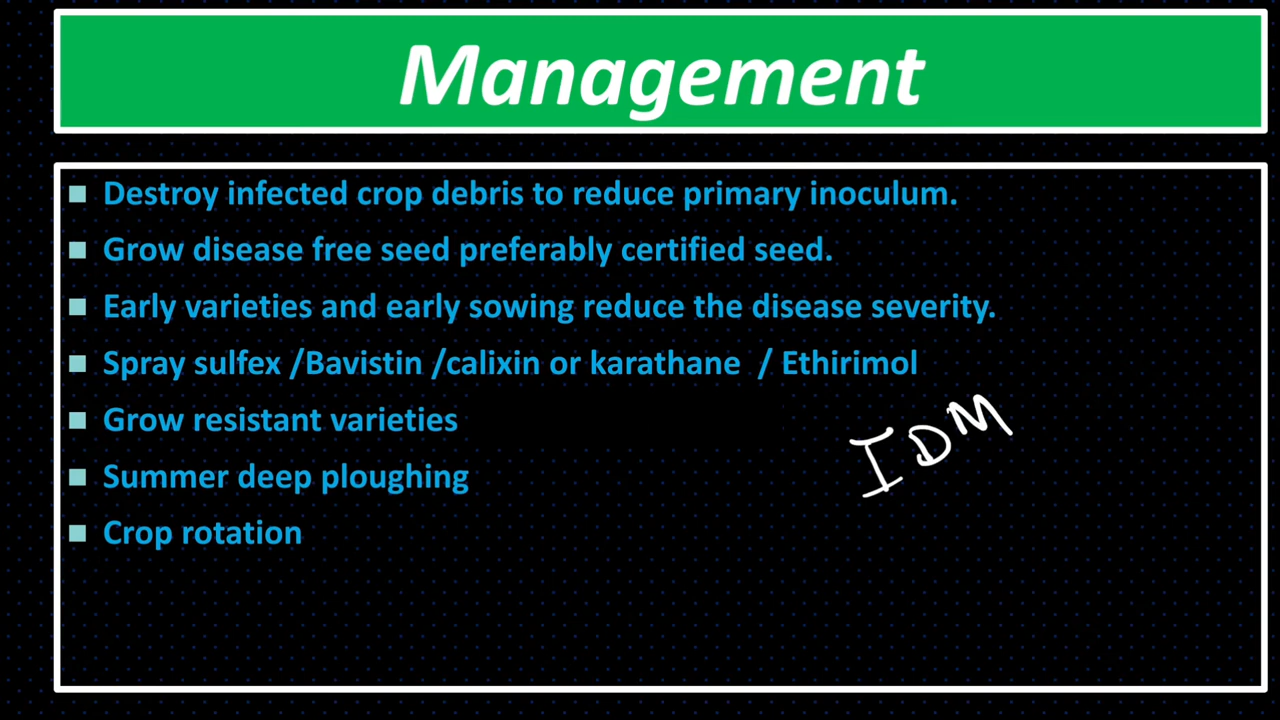 Management
Destroy infected crop debris to reduce primary inoculum.
Grow disease free seed preferably certified seed.
Early varieties and early sowing reduce the disease severity.
Spray sulfex /Bavistin /calixin or karathane / Ethirimol
Grow resistant varieties
IDM
Summer deep ploughing
Crop rotation